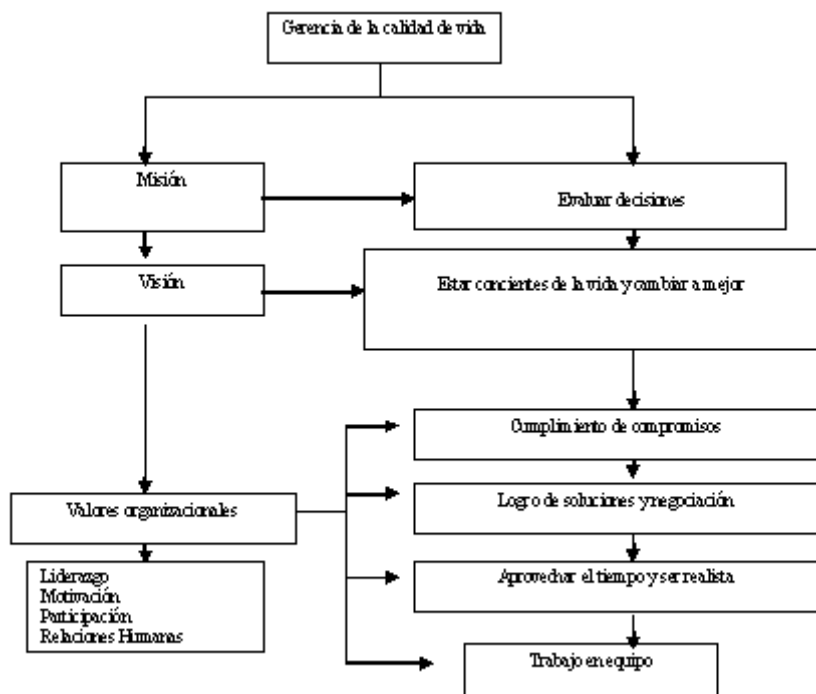 Gerencia de la calidad de vida
Misión
Evaluar decisiones
Visión
Estar concientes de la vida y cambiar a mejor
Cumplimiento de compromisos
Valores organizacionales
Logro de soluciones y negociación
Liderazgo
Motivación
Participación
Relaciones Humanas
Aprovechar el tiempo y ser realista
Trabajo en equipo